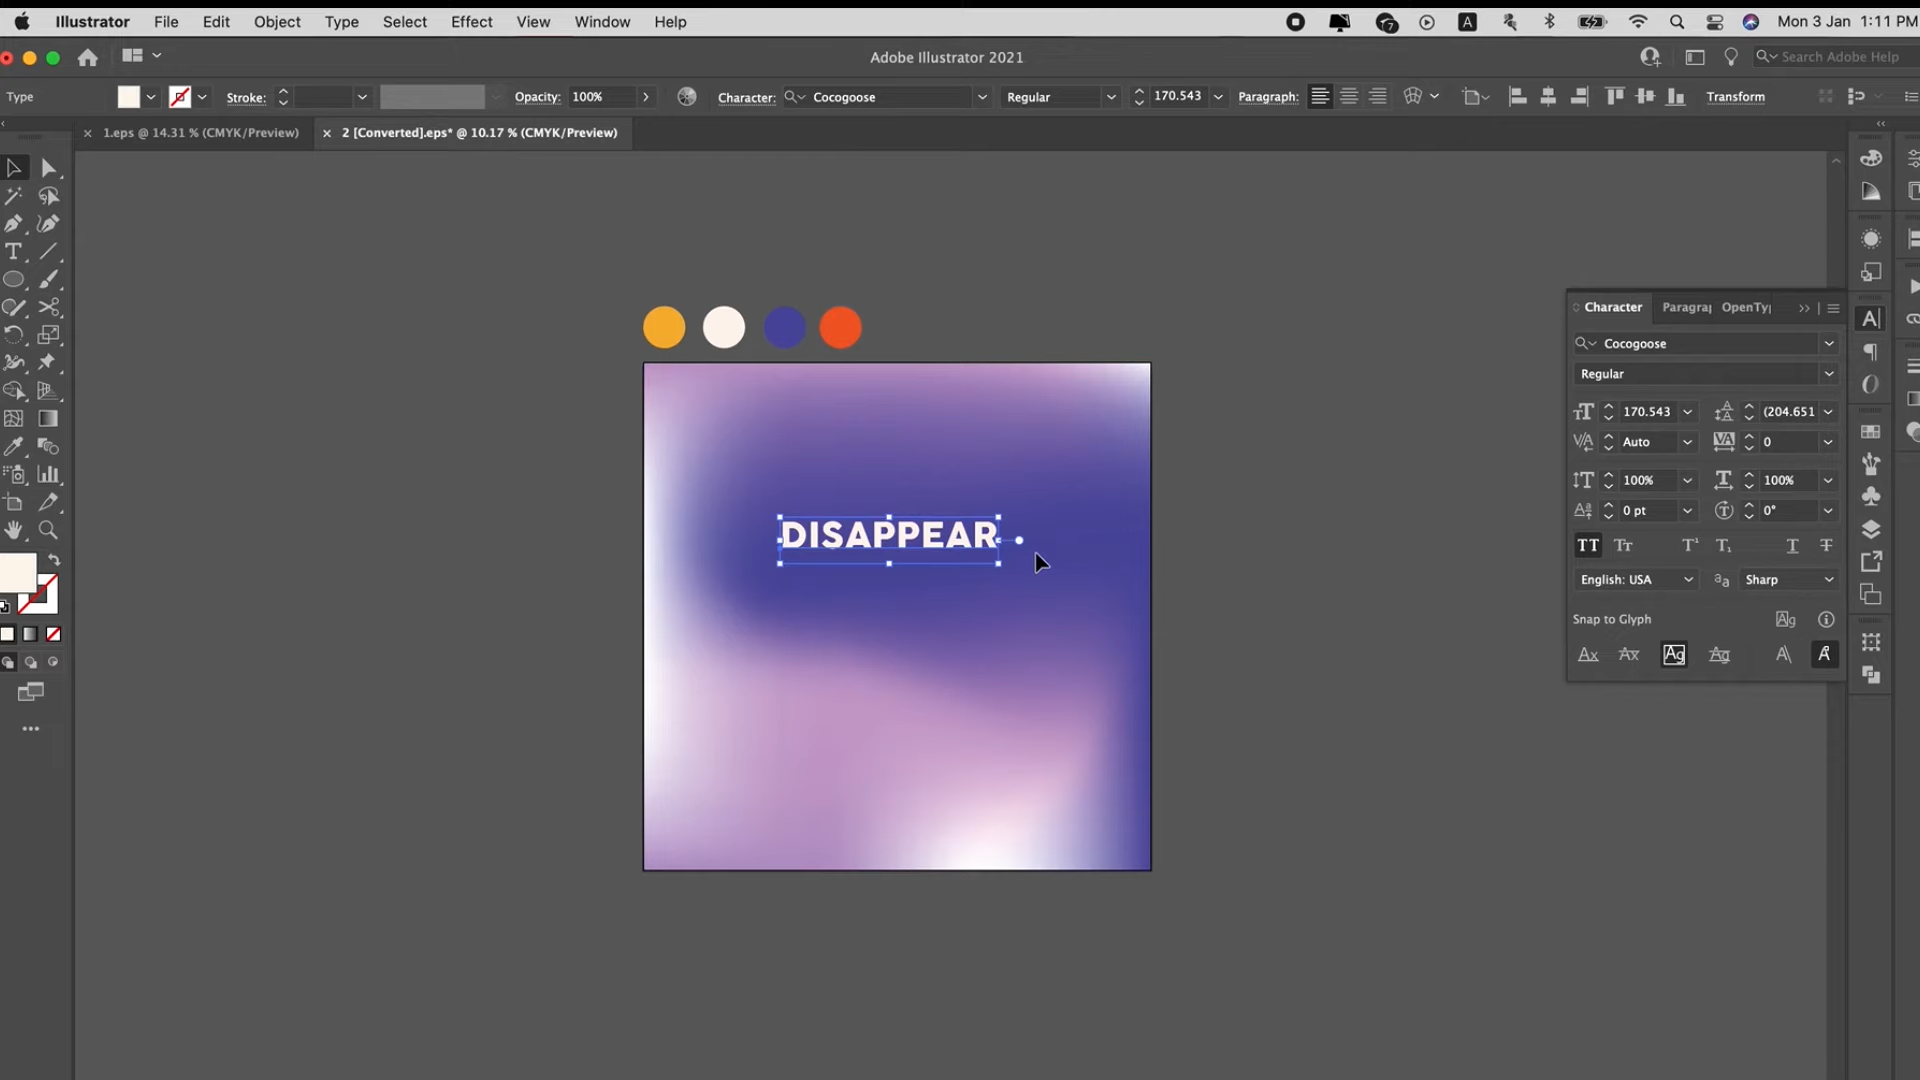 Illustrator File Edit Object Type Select Effect View Window Help 7 A Mon 3 Jan 1:11 PM
Adobe Illustrator 2021 Search Adobe Help
Type Stroke: Opacity: 100% Character: Cocogoose Regular 170.543 Paragraph: Transform
1.eps @ 14.31 % (CMYK/Preview) 2 [Converted].eps* @ 10.17 % (CMYK/Preview)
Character Paragra OpenTy
Cocogoose
Regular
170.543 (204.651
Auto 0
100% 100%
0 pt 0°
English: USA Sharp
Snap to Glyph
DISAPPEAR